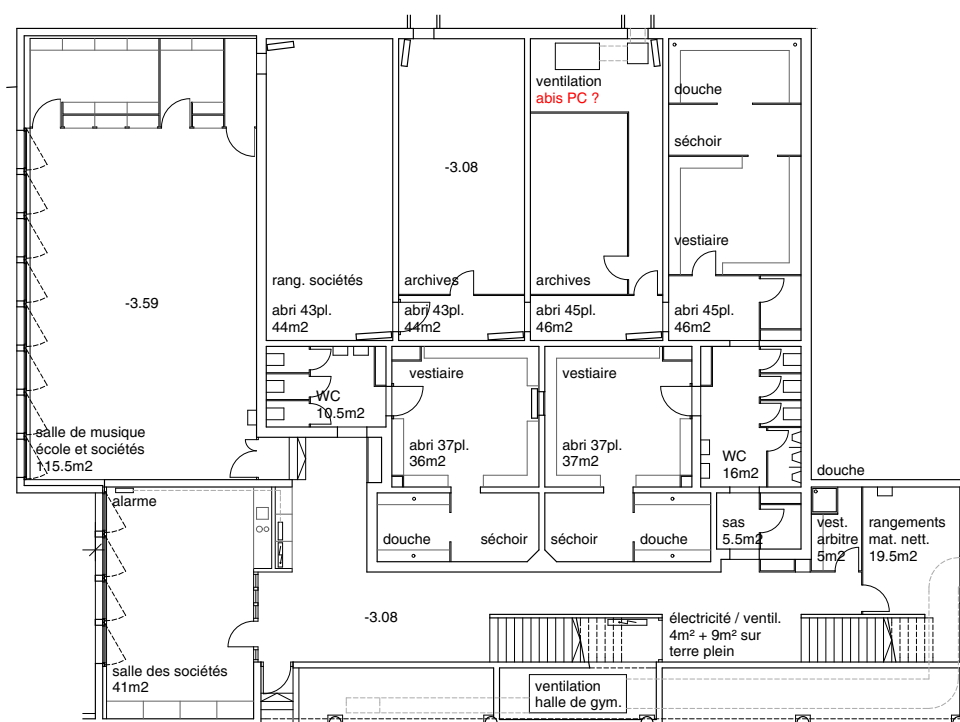 ventilation
abis PC ?
douche
séchoir
-3.08
vestiaire
-3.59
rang. sociétés
archives
archives
abri 43pl.
44m2
abri 43pl.
44m2
abri 45pl.
46m2
abri 45pl.
46m2
vestiaire
vestiaire
WC
10.5m2
salle de musique
école et sociétés
115.5m2
abri 37pl.
36m2
abri 37pl.
37m2
WC
16m2
douche
alarme
douche
séchoir
séchoir
douche
sas
5.5m2
vest.
arbitre
5m2
rangements
mat. nett.
19.5m2
-3.08
électricité / ventil.
4m² + 9m² sur
terre plein
salle des sociétés
41m2
ventilation
halle de gym.